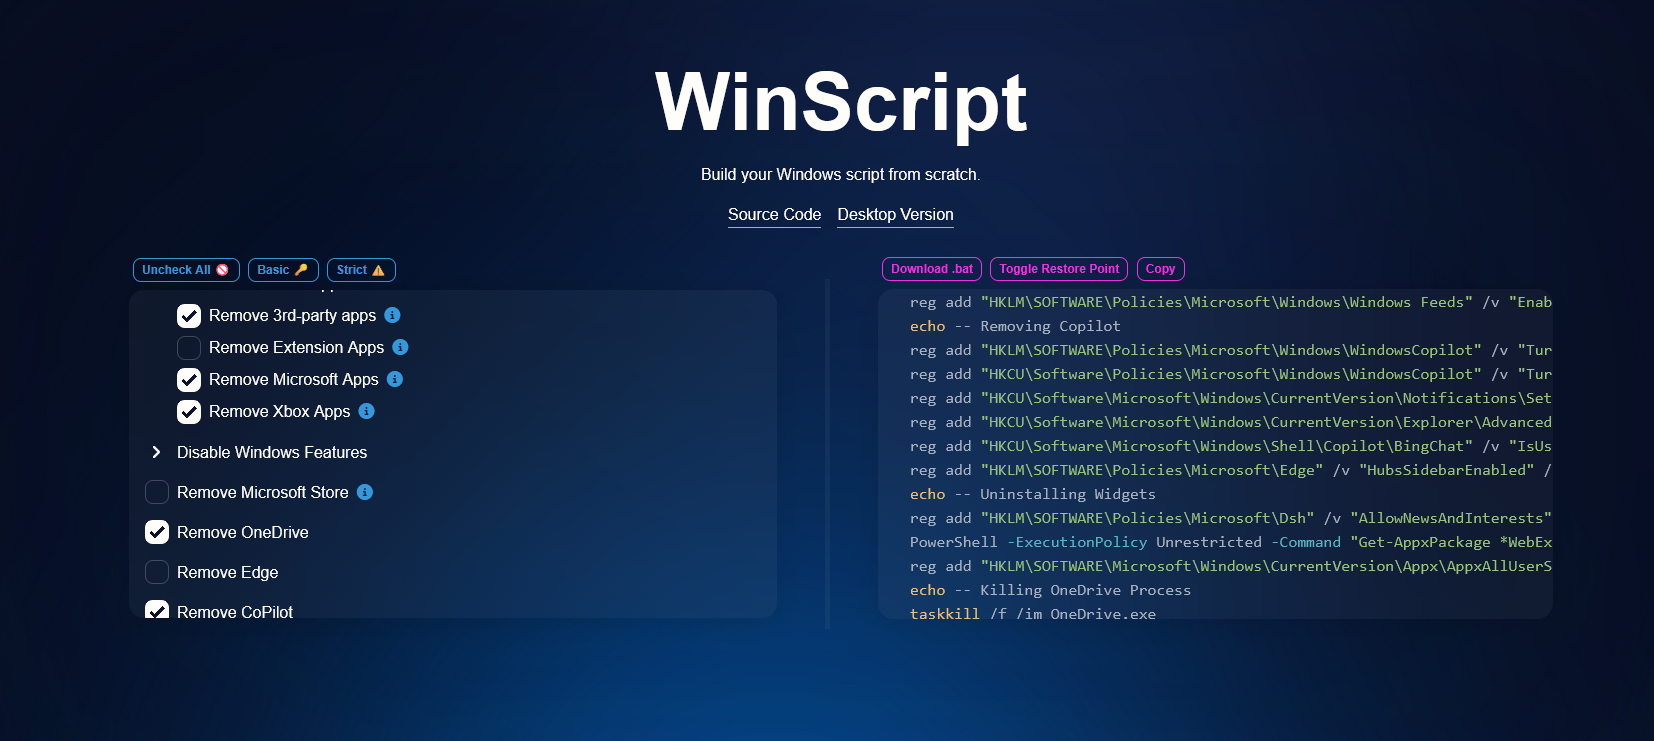 WinScript
Build your Windows script from scratch.
Source Code Desktop Version
Uncheck All Basic Strict
Remove 3rd-party apps
Remove Extension Apps
Remove Microsoft Apps
Remove Xbox Apps
Disable Windows Features
Remove Microsoft Store
Remove OneDrive
Remove Edge
Remove CoPilot
Download .bat Toggle Restore Point Copy
reg add "HKLM\SOFTWARE\Policies\Microsoft\Windows\Windows Feeds" /v "Enab
echo -- Removing Copilot
reg add "HKLM\SOFTWARE\Policies\Microsoft\Windows\WindowsCopilot" /v "Tur
reg add "HKCU\Software\Policies\Microsoft\Windows\WindowsCopilot" /v "Tur
reg add "HKCU\Software\Microsoft\Windows\CurrentVersion\Notifications\Set
reg add "HKCU\Software\Microsoft\Windows\CurrentVersion\Explorer\Advanced
reg add "HKCU\Software\Microsoft\Windows\Shell\Copilot\BingChat" /v "IsUs
reg add "HKLM\SOFTWARE\Policies\Microsoft\Edge" /v "HubsSidebarEnabled" /
echo -- Uninstalling Widgets
reg add "HKLM\SOFTWARE\Policies\Microsoft\Dsh" /v "AllowNewsAndInterests"
PowerShell -ExecutionPolicy Unrestricted -Command "Get-AppxPackage *WebEx
reg add "HKLM\SOFTWARE\Microsoft\Windows\CurrentVersion\Appx\AppxAllUserS
echo -- Killing OneDrive Process
taskkill /f /im OneDrive.exe